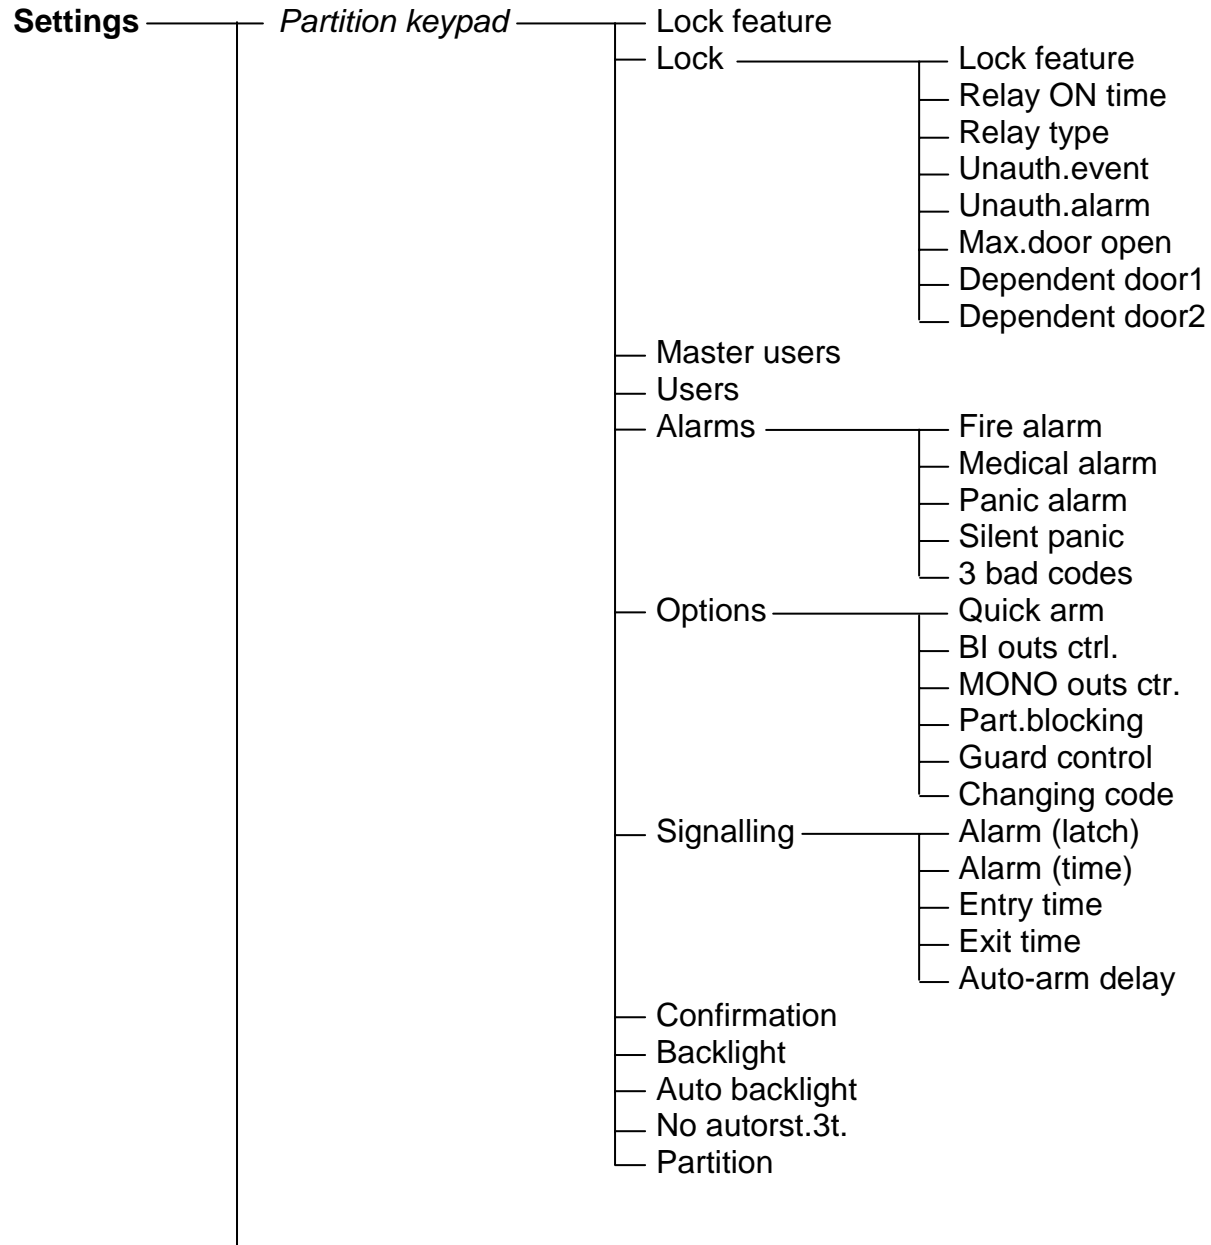 Settings Partition keypad Lock feature
Lock Lock feature
Relay ON time
Relay type
Unauth.event
Unauth.alarm
Max.door open
Dependent door1
Dependent door2
Master users
Users
Alarms Fire alarm
Medical alarm
Panic alarm
Silent panic
3 bad codes
Options Quick arm
BI outs ctrl.
MONO outs ctr.
Part.blocking
Guard control
Changing code
Signalling Alarm (latch)
Alarm (time)
Entry time
Exit time
Auto-arm delay
Confirmation
Backlight
Auto backlight
No autorst.3t.
Partition